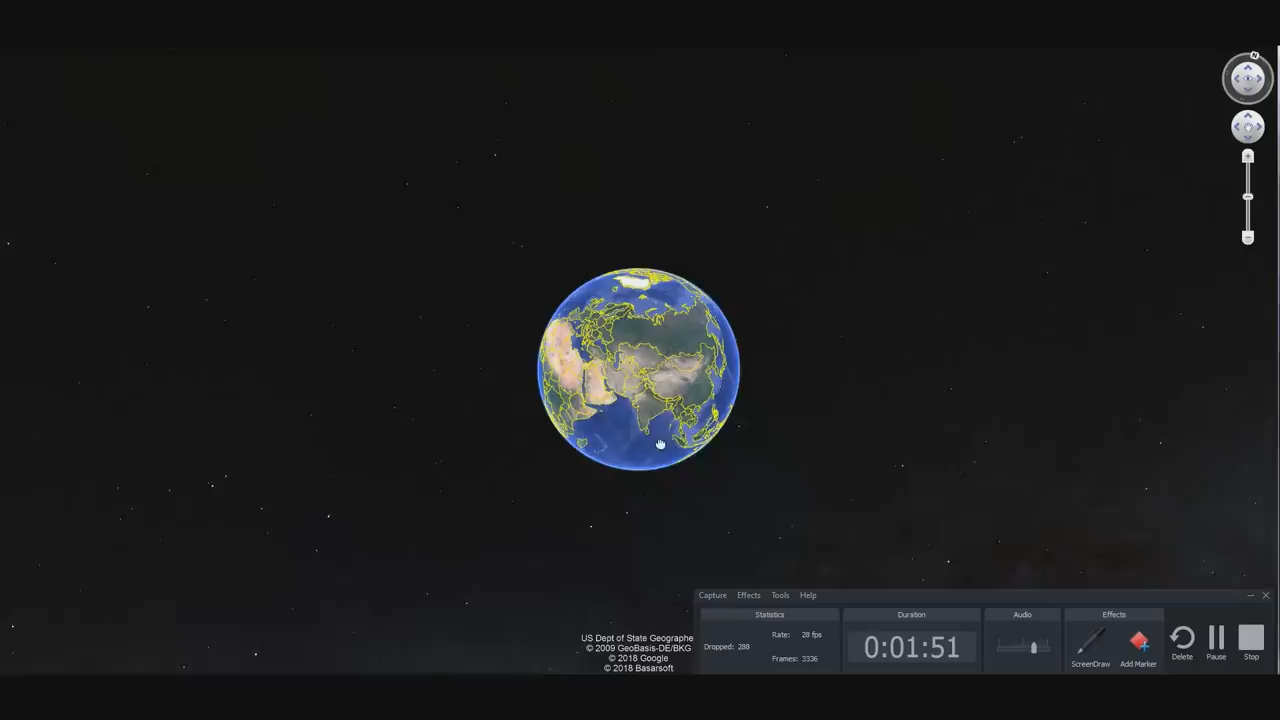 N
Capture Effects Tools Help
Statistics Duration Audio Effects
Dropped: 288
Rate: 28 fps
Frames: 3336
0:01:51
ScreenDraw Add Marker Delete Pause Stop
US Dept of State Geographe
© 2009 GeoBasis-DE/BKG
© 2018 Google
© 2018 Basarsoft